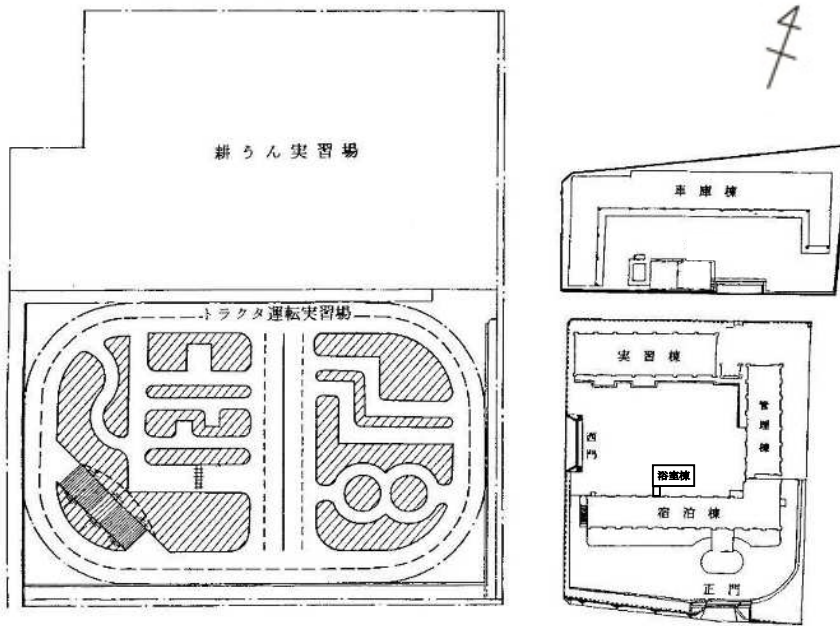 耕うん実習場
トラクタ運転実習場
車庫棟
実習棟
管理棟
西門
浴室棟
宿泊棟
正門